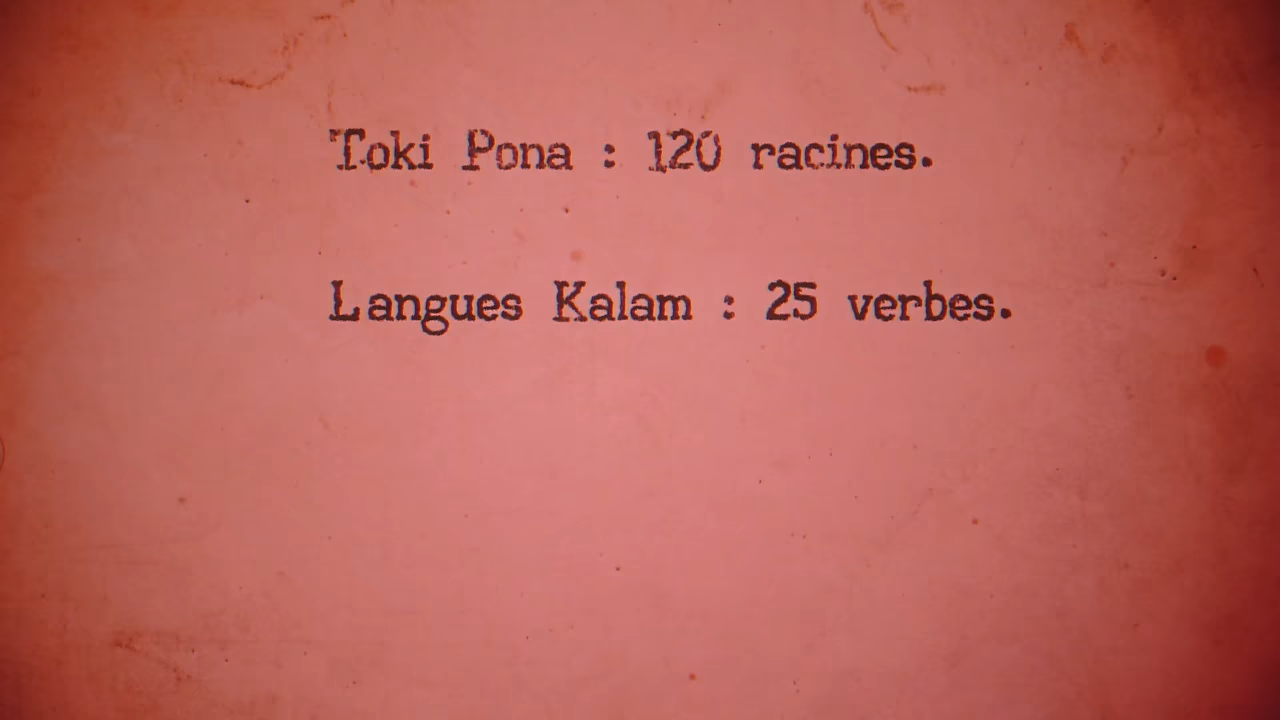 Toki Pona : 120 racines.
Langues Kalam : 25 verbes.